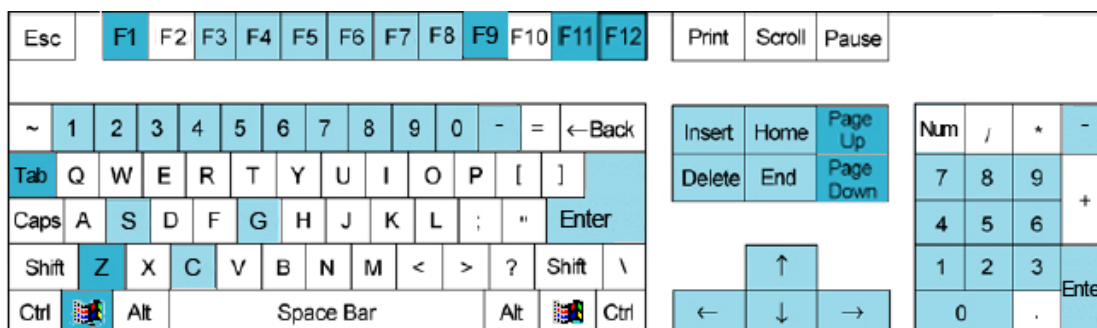 Esc F1 F2 F3 F4 F5 F6 F7 F8 F9 F10 F11 F12 Print Scroll Pause
~ 1 2 3 4 5 6 7 8 9 0 - = ←Back Insert Home Page Up Num / * -
Tab Q W E R T Y U I O P [ ] Delete End Page Down 7 8 9 +
Caps A S D F G H J K L ; " Enter 4 5 6
Shift Z X C V B N M < > ? Shift \ ↑ 1 2 3 Ente
Ctrl Alt Space Bar Alt Ctrl ← ↓ → 0 .